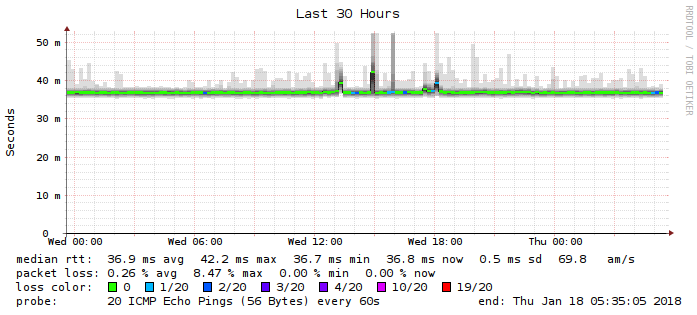 Last 30 Hours
RRDTOOL / TOBI OETIKER
Seconds
50 m
40 m
30 m
20 m
10 m
0
Wed 00:00 Wed 06:00 Wed 12:00 Wed 18:00 Thu 00:00
median rtt: 36.9 ms avg 42.2 ms max 36.7 ms min 36.8 ms now 0.5 ms sd 69.8 am/s
packet loss: 0.26 % avg 8.47 % max 0.00 % min 0.00 % now
loss color: 0 1/20 2/20 3/20 4/20 10/20 19/20
probe: 20 ICMP Echo Pings (56 Bytes) every 60s end: Thu Jan 18 05:35:05 2018